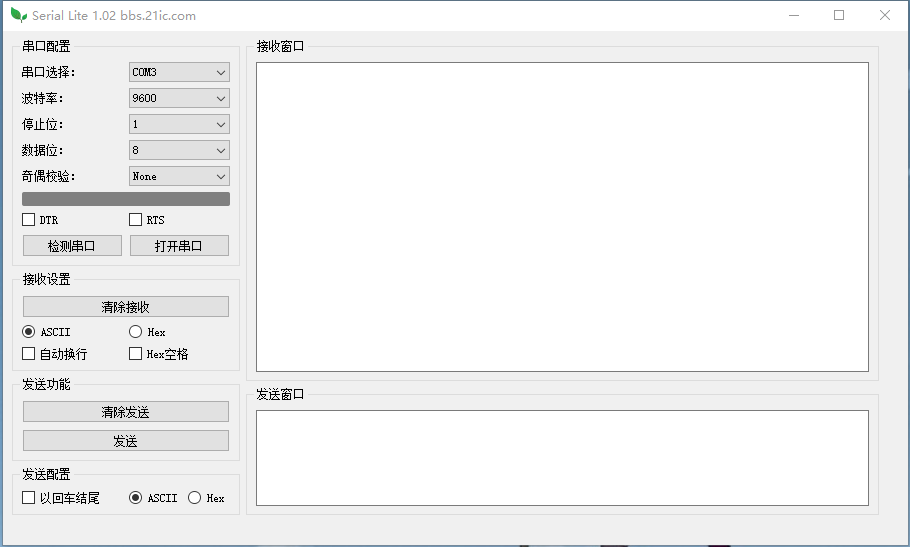 Serial Lite 1.02 bbs.21ic.com
串口配置
串口选择: COM3
波特率: 9600
停止位: 1
数据位: 8
奇偶校验: None
DTR RTS
检测串口 打开串口
接收设置
清除接收
ASCII Hex
自动换行 Hex空格
发送功能
清除发送
发送
发送配置
以回车结尾 ASCII Hex
接收窗口
发送窗口